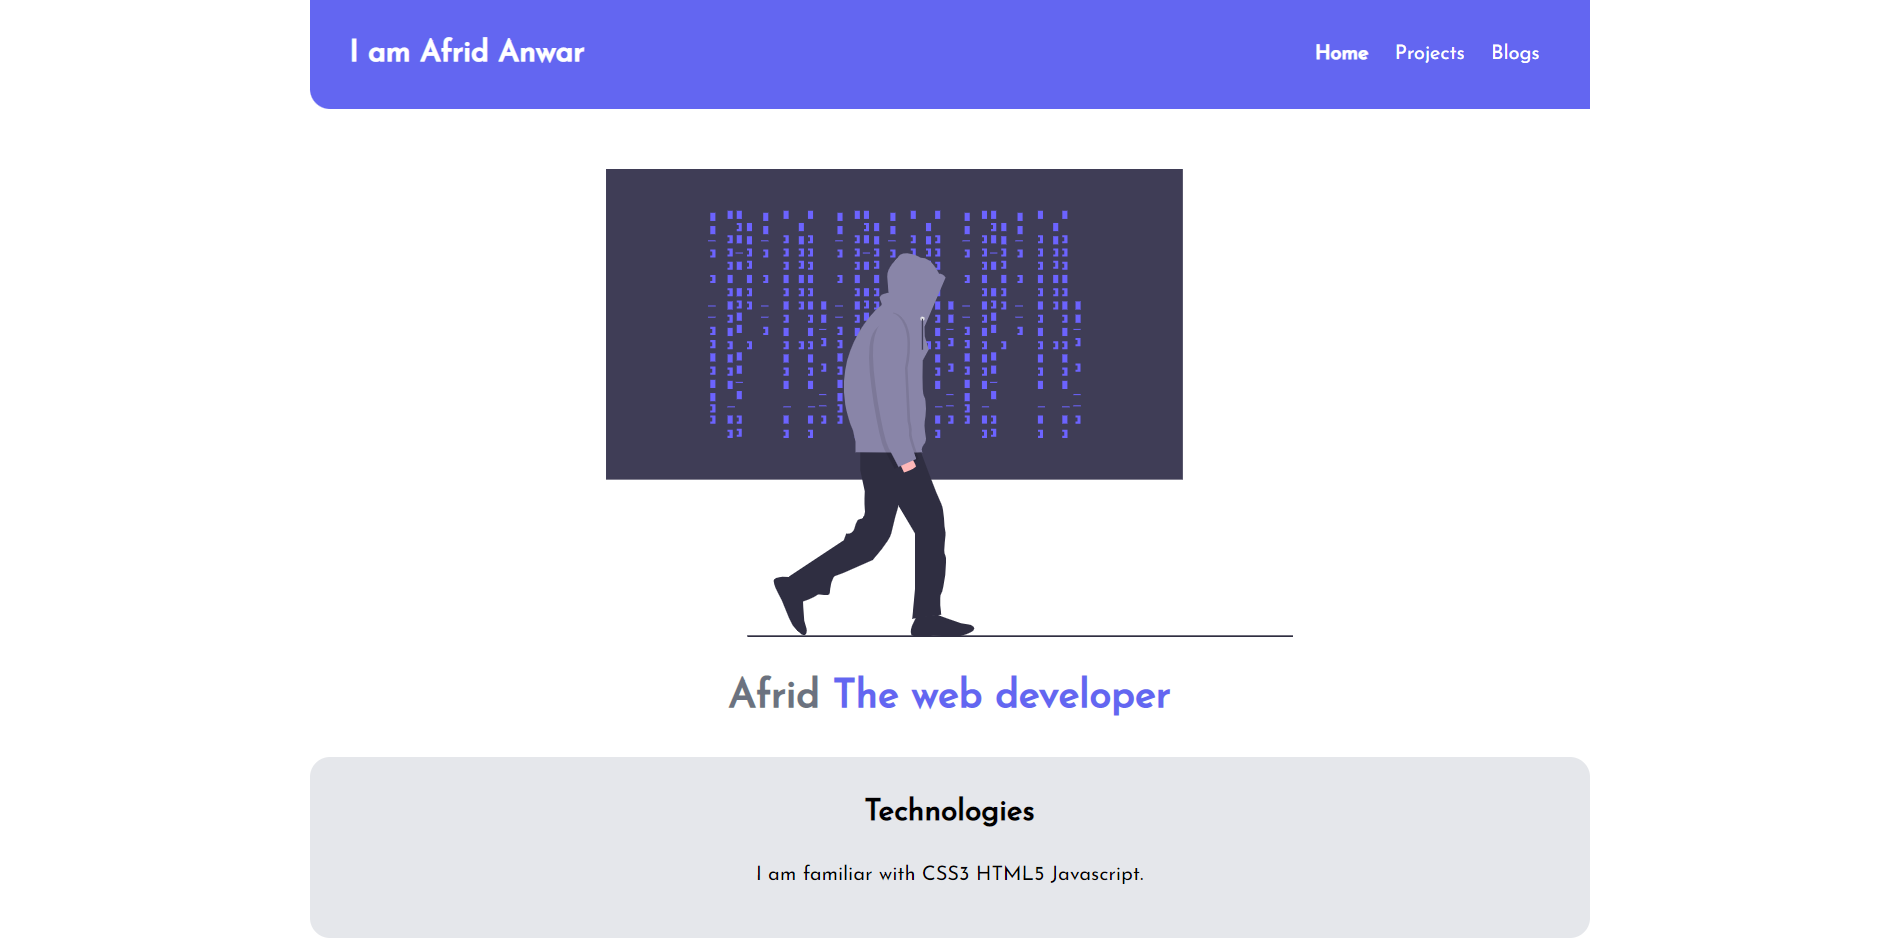 I am Afrid Anwar
Home Projects Blogs
Afrid The web developer
Technologies
I am familiar with CSS3 HTML5 Javascript.